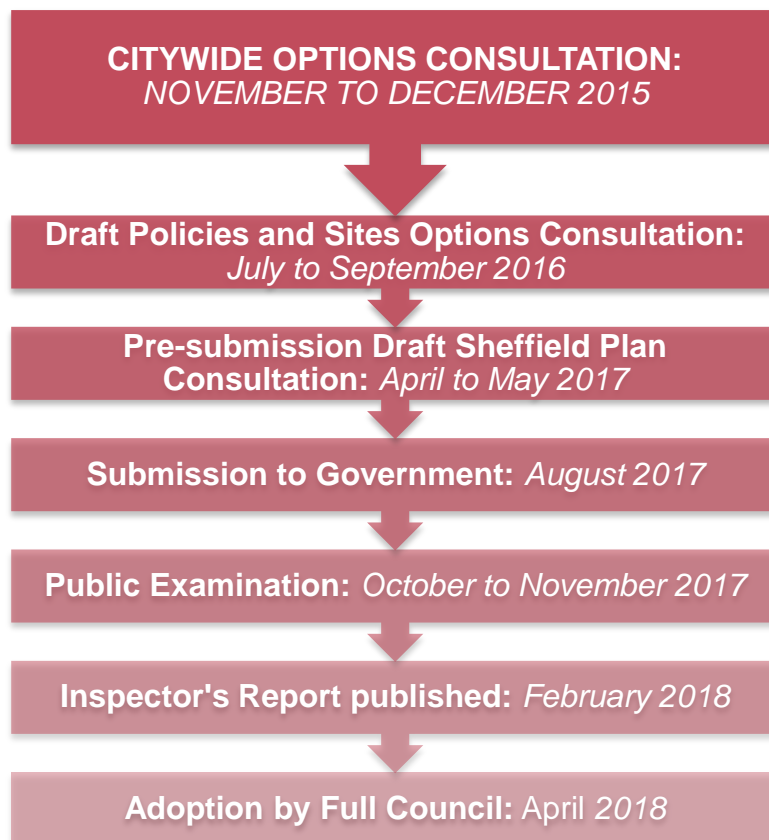 CITYWIDE OPTIONS CONSULTATION:
NOVEMBER TO DECEMBER 2015
Draft Policies and Sites Options Consultation:
July to September 2016
Pre-submission Draft Sheffield Plan
Consultation: April to May 2017
Submission to Government: August 2017
Public Examination: October to November 2017
Inspector's Report published: February 2018
Adoption by Full Council: April 2018